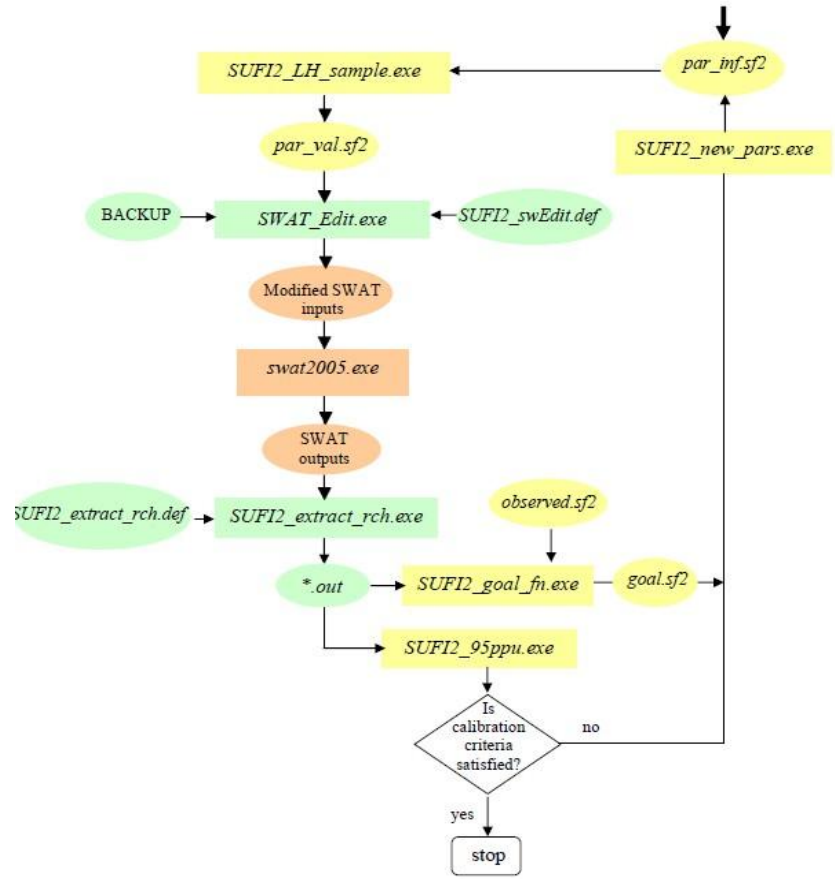 par_inf.sf2
SUFI2_LH_sample.exe
SUFI2_new_pars.exe
par_val.sf2
BACKUP
SWAT_Edit.exe
SUFI2_swEdit.def
Modified SWAT
inputs
swat2005.exe
SWAT
outputs
SUFI2_extract_rch.def
SUFI2_extract_rch.exe
observed.sf2
*.out
SUFI2_goal_fn.exe
goal.sf2
SUFI2_95ppu.exe
Is
calibration
criteria
satisfied?
no
yes
stop